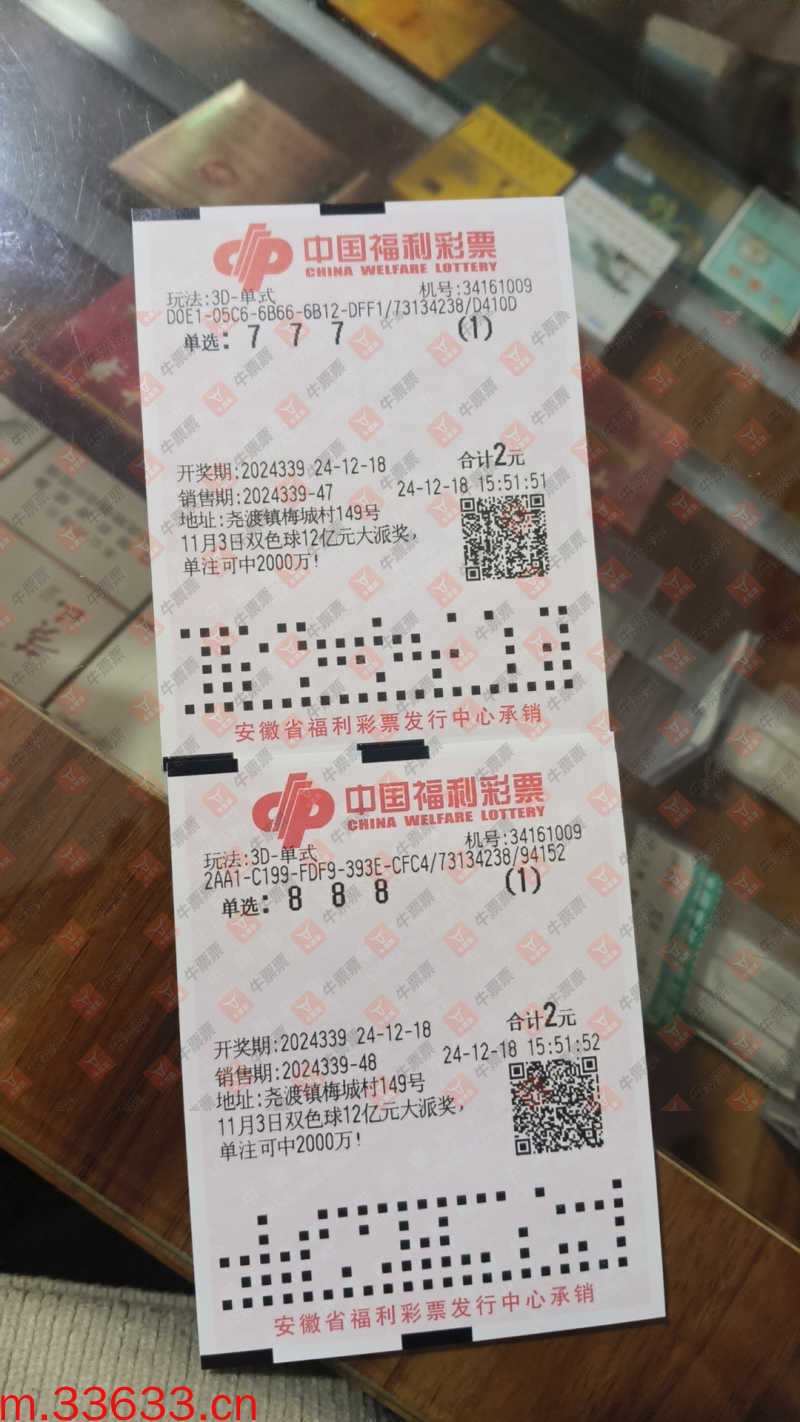 中国福利彩票
CHINA WELFARE LOTTERY
玩法:3D-单式 机号:34161009
D0E1-05C6-6B66-6B12-DFF1/73134238/D410D
单选: 7 7 7 (1)
开奖期:2024339 24-12-18 合计2元
销售期:2024339-47 24-12-18 15:51:51
地址:尧渡镇梅城村149号
11月3日双色球12亿元大派奖,
单注可中2000万!
安徽省福利彩票发行中心承销
中国福利彩票
CHINA WELFARE LOTTERY
玩法:3D-单式 机号:34161009
2AA1-C199-FDF9-393E-CFC4/73134238/94152
单选: 8 8 8 (1)
开奖期:2024339 24-12-18 合计2元
销售期:2024339-48 24-12-18 15:51:52
地址:尧渡镇梅城村149号
11月3日双色球12亿元大派奖,
单注可中2000万!
安徽省福利彩票发行中心承销
牛票票
m.33633.cn